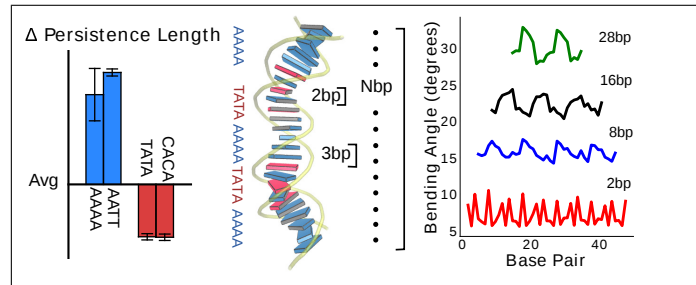 Δ Persistence Length
Avg
AAAA
AATT
TATA
CACA
AAAA
TATA
AAAA
TATA
AAAA
2bp
3bp
Nbp
Bending Angle (degrees)
30
25
20
15
10
5
28bp
16bp
8bp
2bp
0
20
40
Base Pair